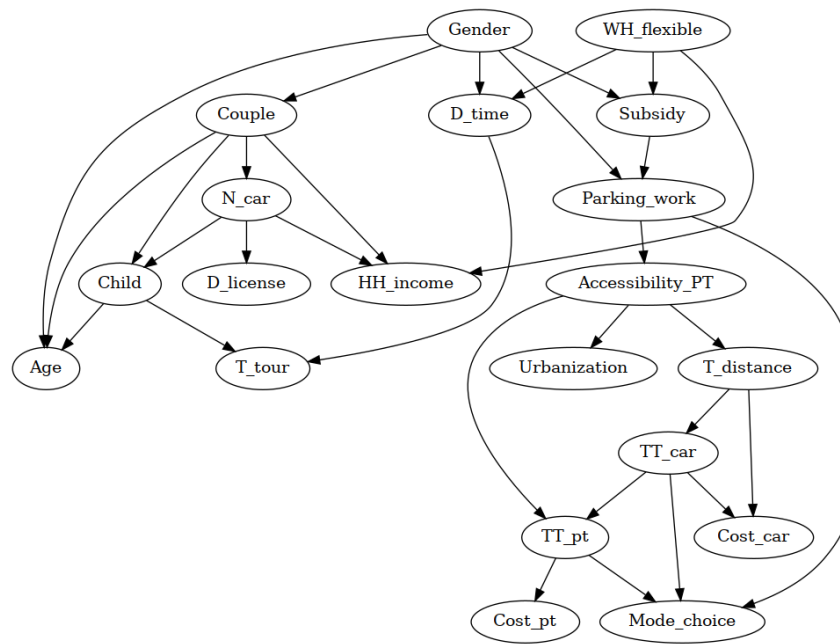 Gender
WH_flexible
Couple
D_time
Subsidy
N_car
Parking_work
Child
D_license
HH_income
Accessibility_PT
Age
T_tour
Urbanization
T_distance
TT_car
TT_pt
Cost_car
Cost_pt
Mode_choice